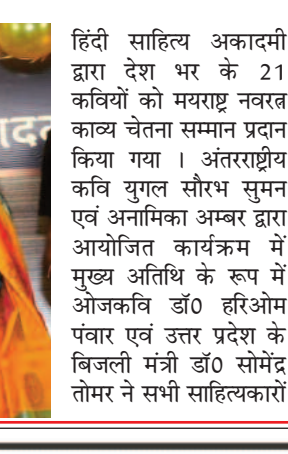 हिंदी साहित्य अकादमी
द्वारा देश भर के 21
कवियों को मयराष्ट्र नवरत्न
काव्य चेतना सम्मान प्रदान
किया गया । अंतरराष्ट्रीय
कवि युगल सौरभ सुमन
एवं अनामिका अम्बर द्वारा
आयोजित कार्यक्रम में
मुख्य अतिथि के रूप में
ओजकवि डॉ0 हरिओम
पंवार एवं उत्तर प्रदेश के
बिजली मंत्री डॉ0 सोमेंद्र
तोमर ने सभी साहित्यकारों